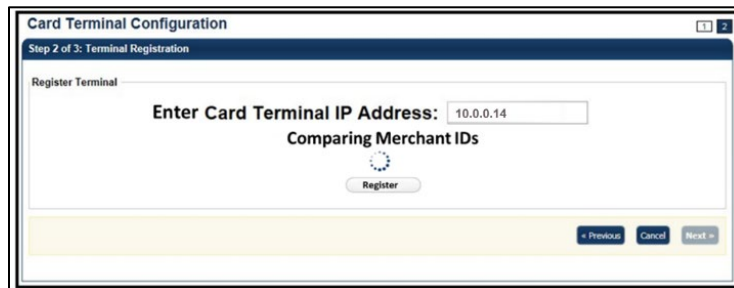 Card Terminal Configuration
1 2
Step 2 of 3: Terminal Registration
Register Terminal
Enter Card Terminal IP Address: 10.0.0.14
Comparing Merchant IDs
Register
« Previous Cancel Next »